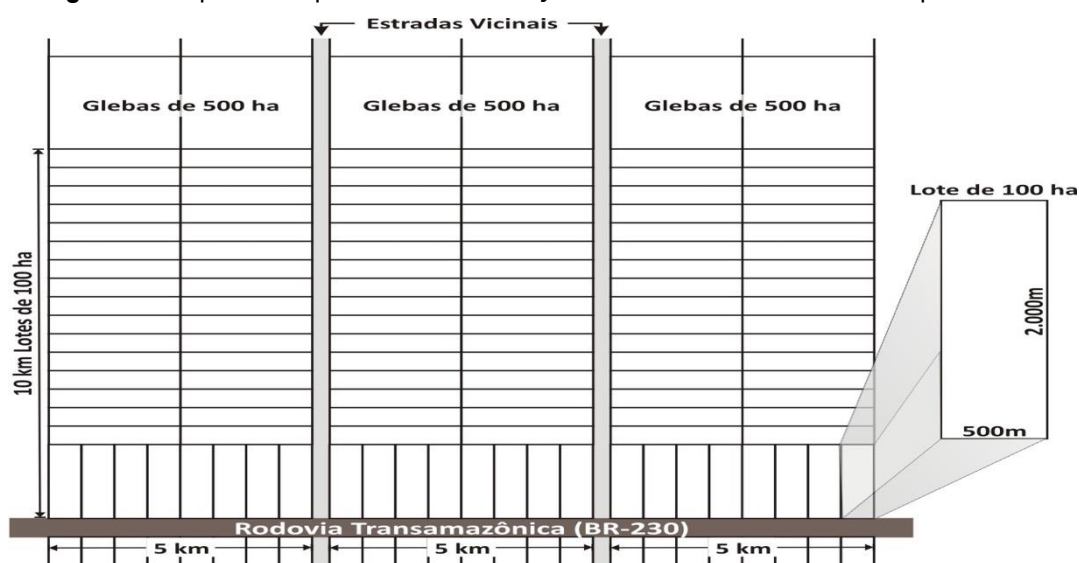 Estradas Vicinais
Glebas de 500 ha
Glebas de 500 ha
Glebas de 500 ha
10 km Lotes de 100 ha
Lote de 100 ha
2.000m
500m
Rodovia Transamazônica (BR-230)
5 km
5 km
5 km